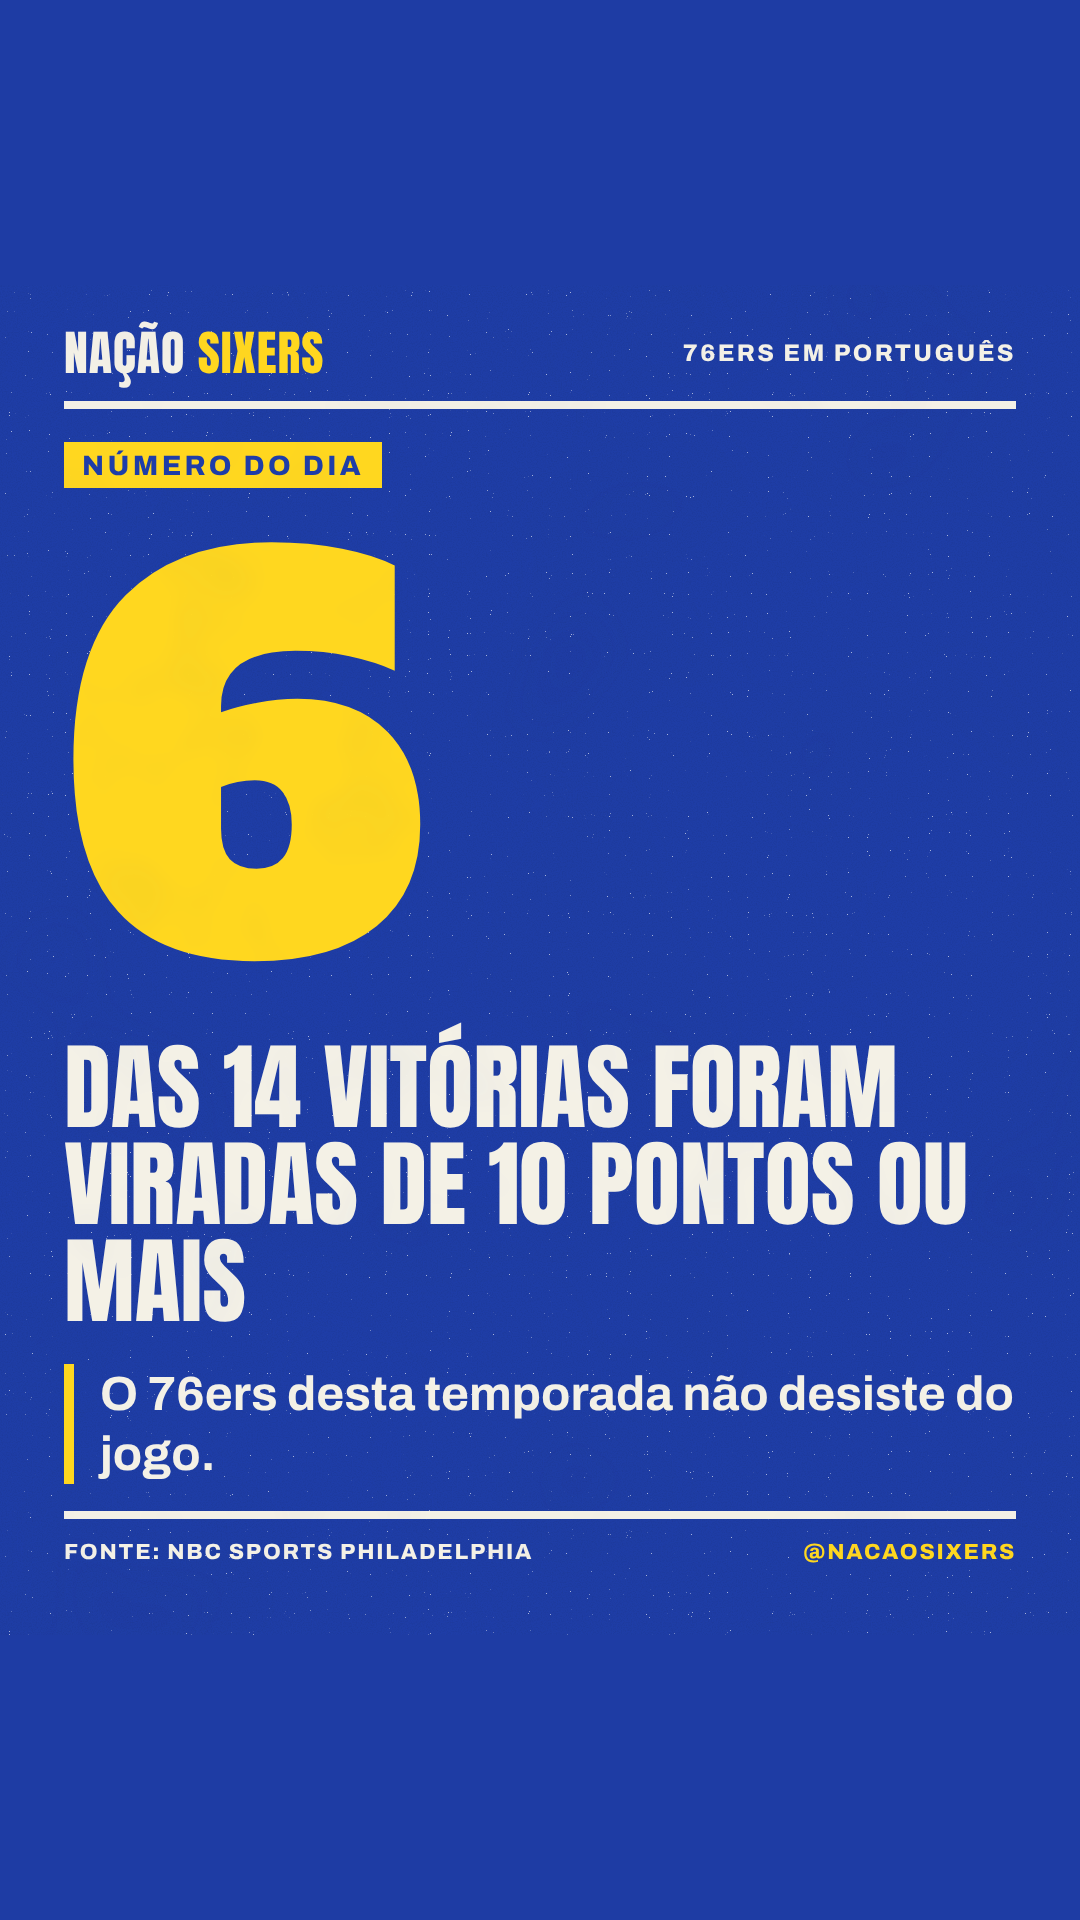 NAÇÃO SIXERS
76ERS EM PORTUGUÊS
NÚMERO DO DIA
6
DAS 14 VITÓRIAS FORAM
VIRADAS DE 10 PONTOS OU
MAIS
O 76ers desta temporada não desiste do
jogo.
FONTE: NBC SPORTS PHILADELPHIA
@NACAOSIXERS